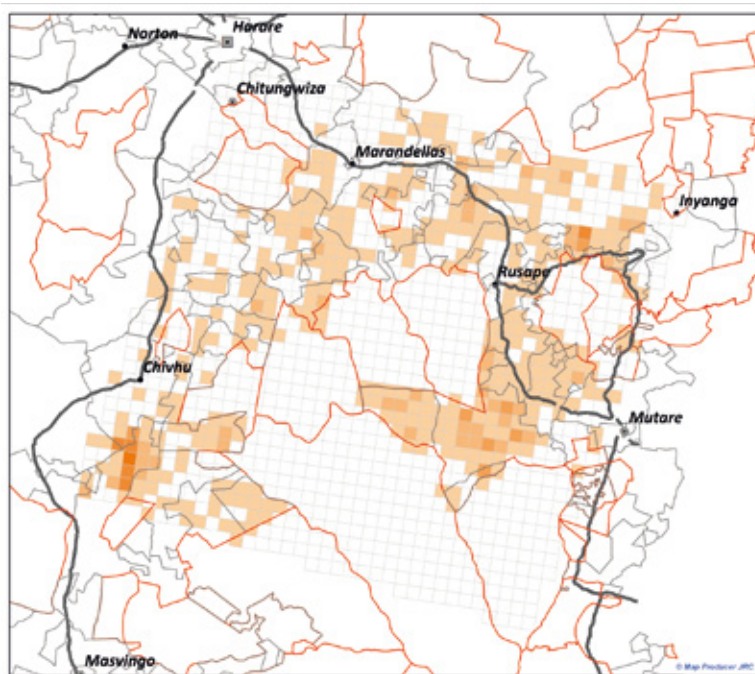 Norton
Harare
Chitungwiza
Marandellas
Inyanga
Rusape
Chivhu
Mutare
Masvingo
© Map Producer JRC